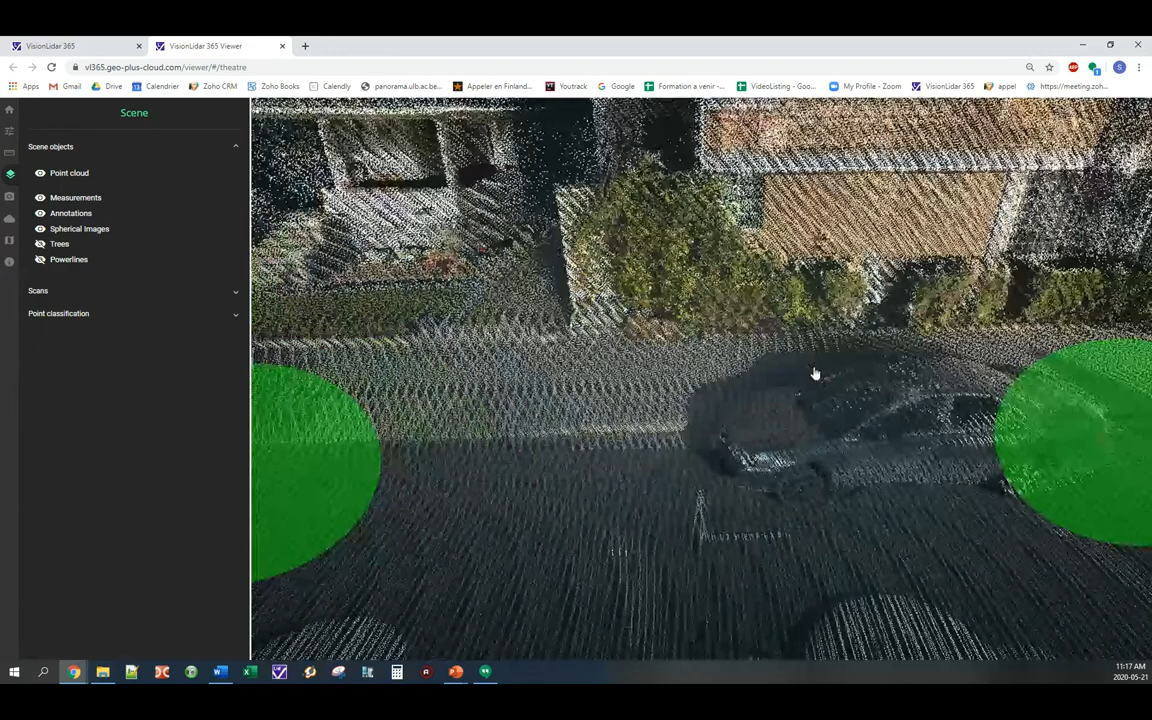 VisionLidar 365
VisionLidar 365 Viewer
vl365.geo-plus-cloud.com/viewer/#/theatre
S
Apps
Gmail
Drive
Calendrier
Zoho CRM
Zoho Books
Calendly
panorama.ulb.ac.be...
Appeler en Finland...
Youtrack
Google
Formation a venir -...
VideoListing - Goo...
My Profile - Zoom
VisionLidar 365
appel
https://meeting.zoh...
Scene
Scene objects
Point cloud
Measurements
Annotations
Spherical Images
Trees
Powerlines
Scans
Point classification
11:17 AM
2020-05-21